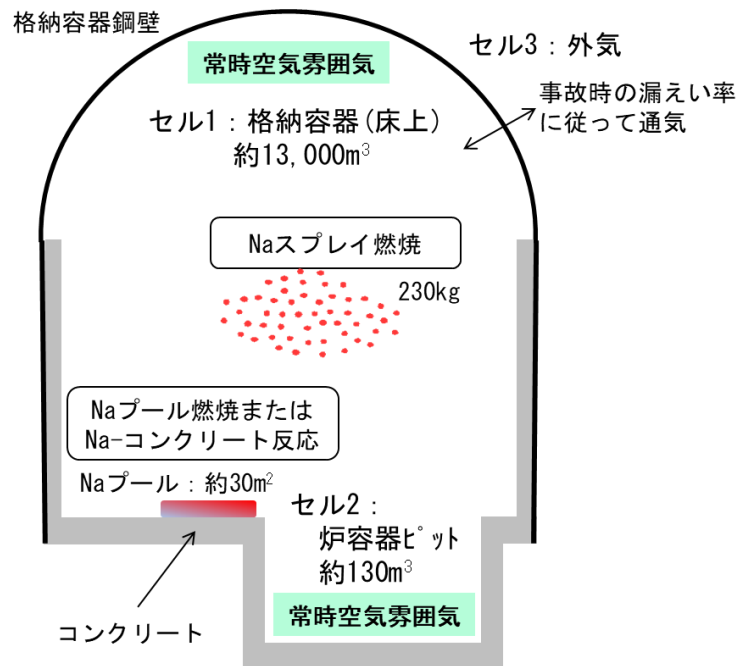 格納容器鋼壁
セル3：外気
常時空気雰囲気
事故時の漏えい率
に従って通気
セル1：格納容器(床上)
約13,000m³
Naスプレイ燃焼
230kg
Naプール燃焼または
Na-コンクリート反応
Naプール：約30m²
セル2：
炉容器ﾋﾟｯﾄ
約130m³
常時空気雰囲気
コンクリート